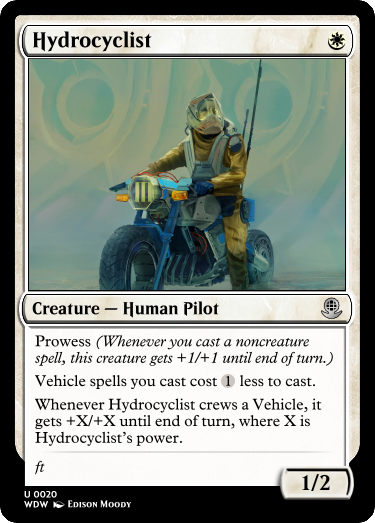 Hydrocyclist
Creature — Human Pilot
Prowess (Whenever you cast a noncreature
spell, this creature gets +1/+1 until end of turn.)
Vehicle spells you cast cost 1 less to cast.
Whenever Hydrocyclist crews a Vehicle, it
gets +X/+X until end of turn, where X is
Hydrocyclist's power.
ft
1/2
U 0020
WDW Edison Moody